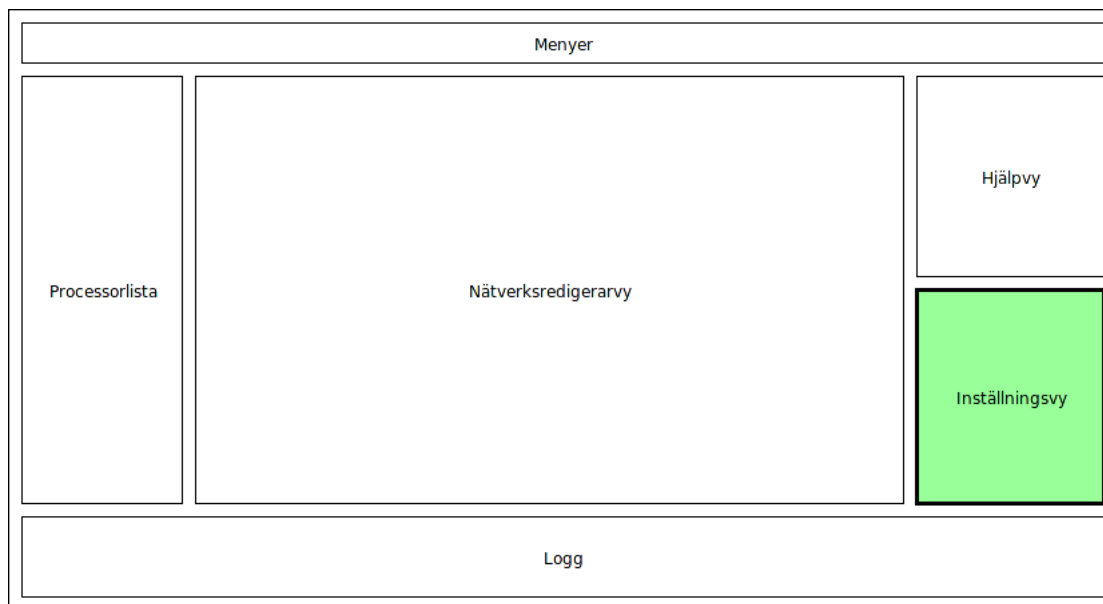 Menyer
Processorlista
Nätverksredigerarvy
Hjälpvy
Inställningsvy
Logg